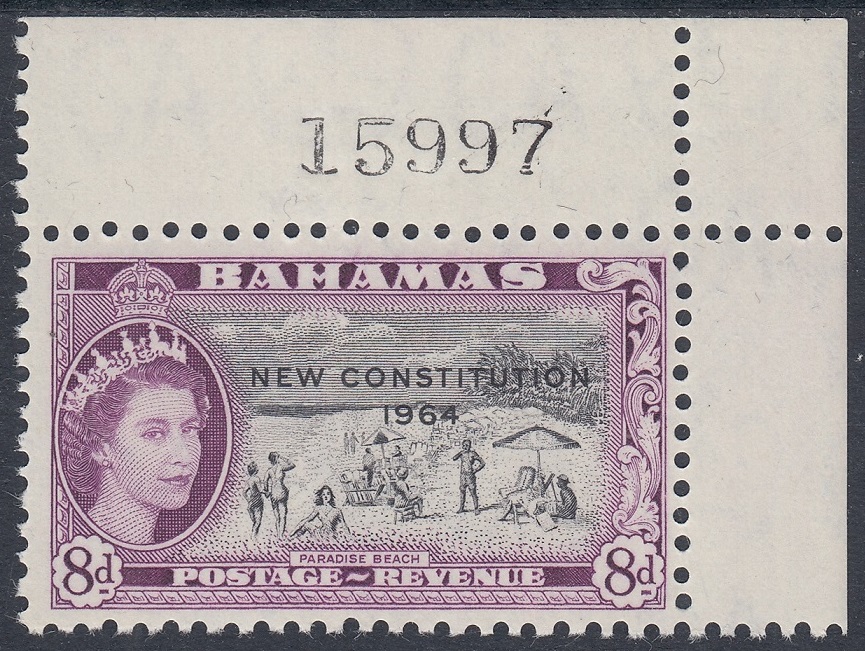 15997
BAHAMAS
NEW CONSTITUTION
1964
PARADISE BEACH
8d
POSTAGE~REVENUE
8d